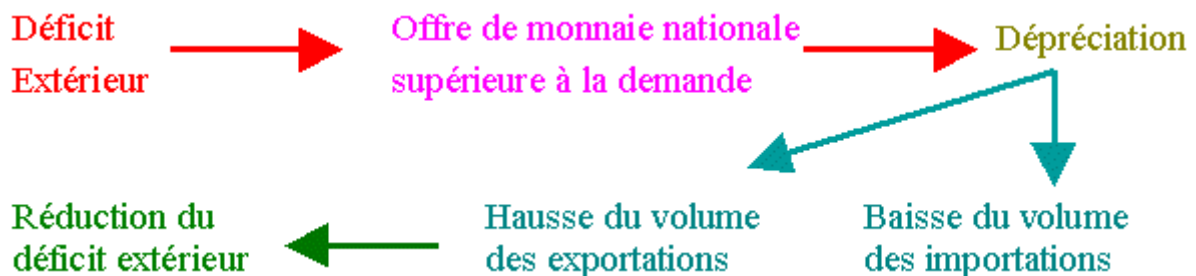 Déficit
Extérieur
Offre de monnaie nationale
supérieure à la demande
Dépréciation
Réduction du
déficit extérieur
Hausse du volume
des exportations
Baisse du volume
des importations